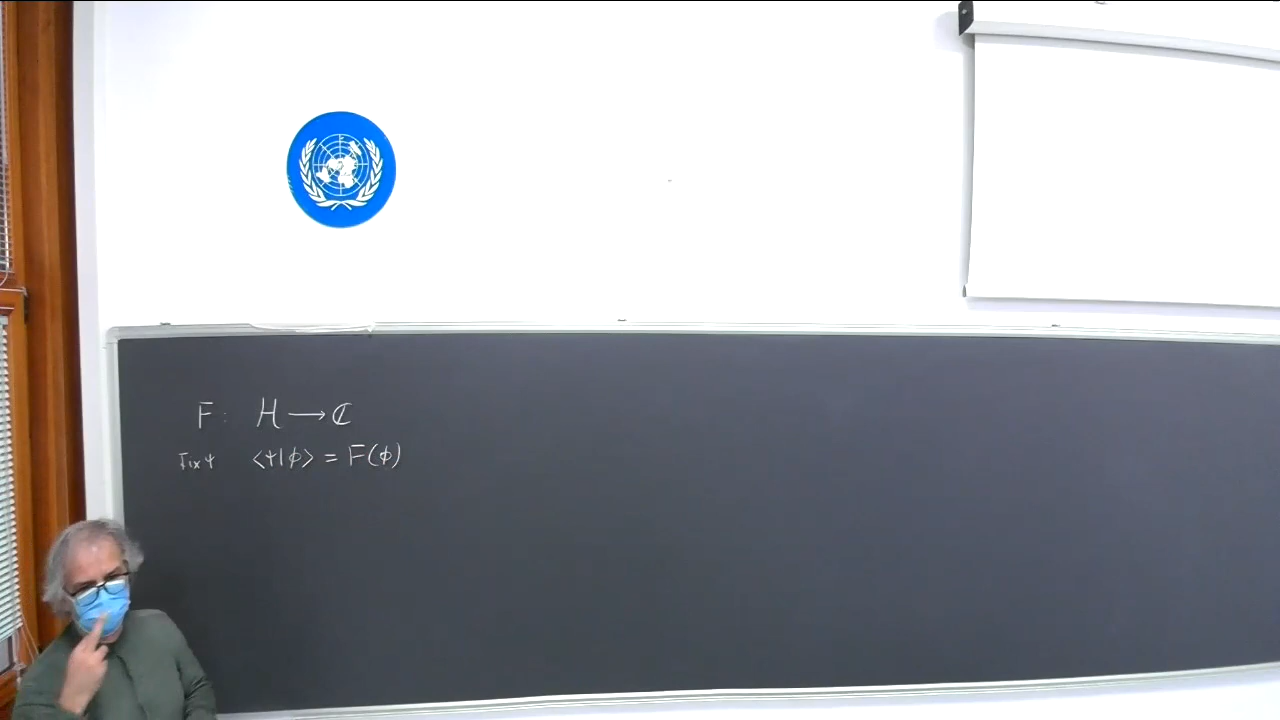 F: H → ℂ
Fix ψ ⟨ψ|ϕ⟩ = F(ϕ)